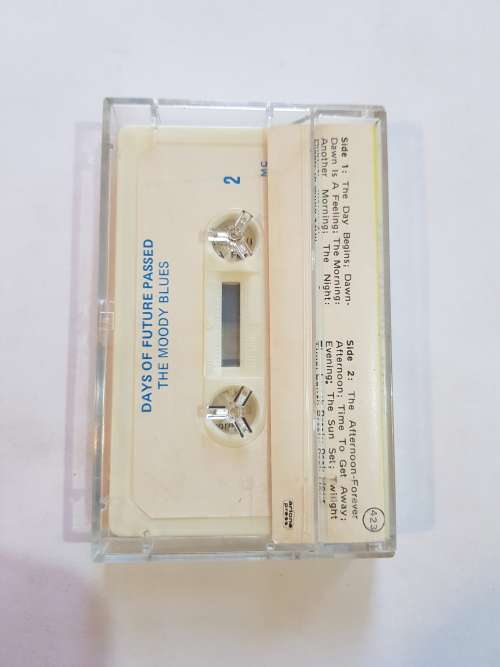 DAYS OF FUTURE PASSED
THE MOODY BLUES
2
MC
Side 1: The Day Begins; Dawn-
Dawn Is A Feeling; The Morning:
Another Morning; The Night:
Side 2: The Afternoon-Forever
Afternoon; Time To Get Away;
Evening; The Sun Set; Twilight
423